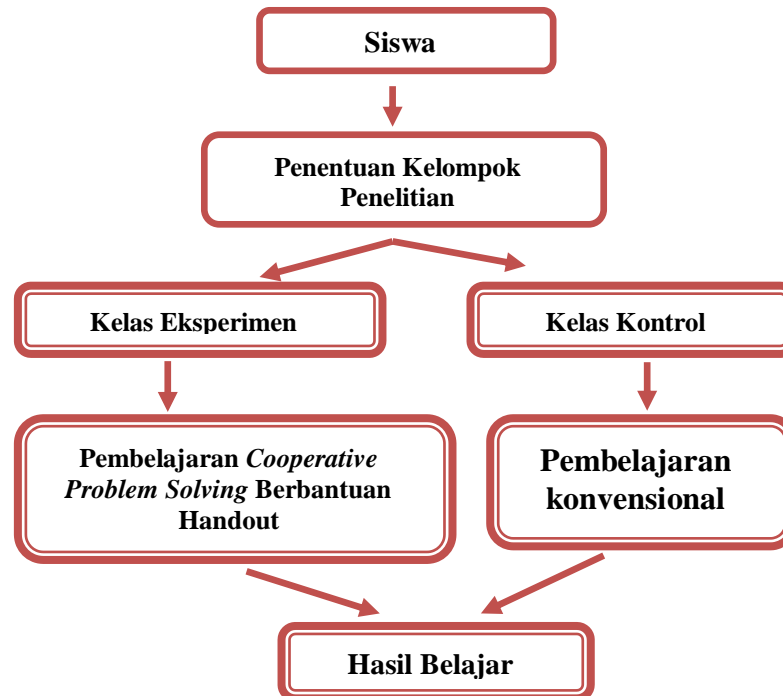 Siswa
Penentuan Kelompok
Penelitian
Kelas Eksperimen
Kelas Kontrol
Pembelajaran Cooperative
Problem Solving Berbantuan
Handout
Pembelajaran
konvensional
Hasil Belajar